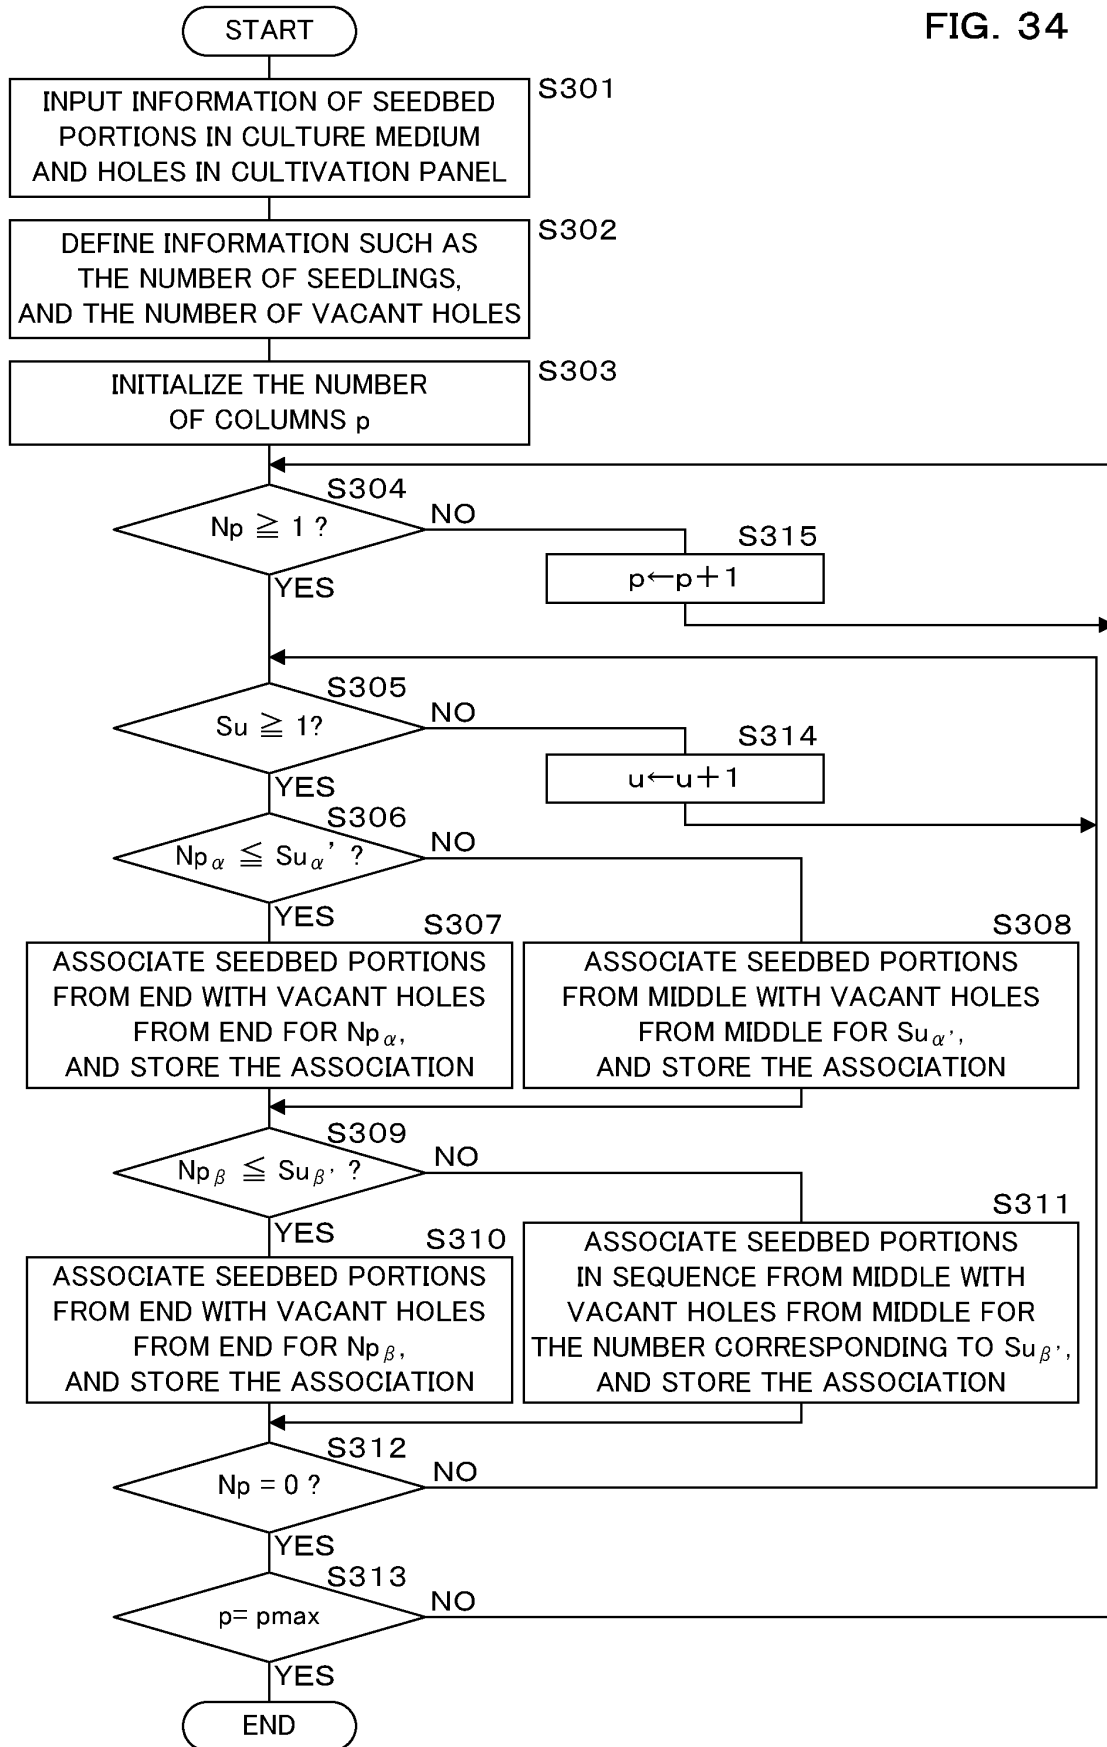 FIG. 34
START
S301
INPUT INFORMATION OF SEEDBED
PORTIONS IN CULTURE MEDIUM
AND HOLES IN CULTIVATION PANEL
S302
DEFINE INFORMATION SUCH AS
THE NUMBER OF SEEDLINGS,
AND THE NUMBER OF VACANT HOLES
S303
INITIALIZE THE NUMBER
OF COLUMNS p
S304
Np ≧ 1 ?
NO
YES
S315
p←p+1
S305
Su ≧ 1?
NO
YES
S314
u←u+1
S306
Npα ≦ Suα’ ?
NO
YES
S307
ASSOCIATE SEEDBED PORTIONS
FROM END WITH VACANT HOLES
FROM END FOR Npα,
AND STORE THE ASSOCIATION
S308
ASSOCIATE SEEDBED PORTIONS
FROM MIDDLE WITH VACANT HOLES
FROM MIDDLE FOR Suα’,
AND STORE THE ASSOCIATION
S309
Npβ ≦ Suβ’ ?
NO
YES
S310
ASSOCIATE SEEDBED PORTIONS
FROM END WITH VACANT HOLES
FROM END FOR Npβ,
AND STORE THE ASSOCIATION
S311
ASSOCIATE SEEDBED PORTIONS
IN SEQUENCE FROM MIDDLE WITH
VACANT HOLES FROM MIDDLE FOR
THE NUMBER CORRESPONDING TO Suβ’,
AND STORE THE ASSOCIATION
S312
Np = 0 ?
NO
YES
S313
p= pmax
NO
YES
END